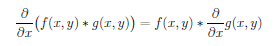 ∂/∂x (f(x, y) * g(x, y)) = f(x, y) * ∂/∂x g(x, y)